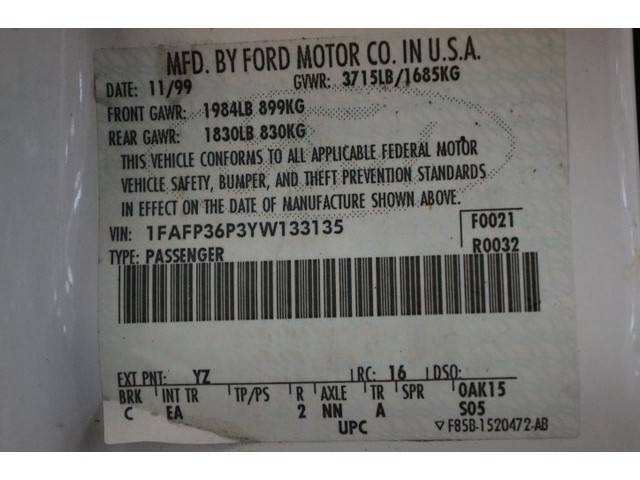 MFD. BY FORD MOTOR CO. IN U.S.A.
DATE: 11/99 GVWR: 3715LB/1685KG
FRONT GAWR: 1984LB 899KG
REAR GAWR: 1830LB 830KG
THIS VEHICLE CONFORMS TO ALL APPLICABLE FEDERAL MOTOR
VEHICLE SAFETY, BUMPER, AND THEFT PREVENTION STANDARDS
IN EFFECT ON THE DATE OF MANUFACTURE SHOWN ABOVE.
VIN: 1FAFP36P3YW133135 F0021
TYPE: PASSENGER R0032
EXT PNT: YZ RC: 16 DSO:
BRK INT TR TP/PS R AXLE TR SPR 0AK15
C EA 2 NN A S05
UPC ▽F85B-1520472-AB